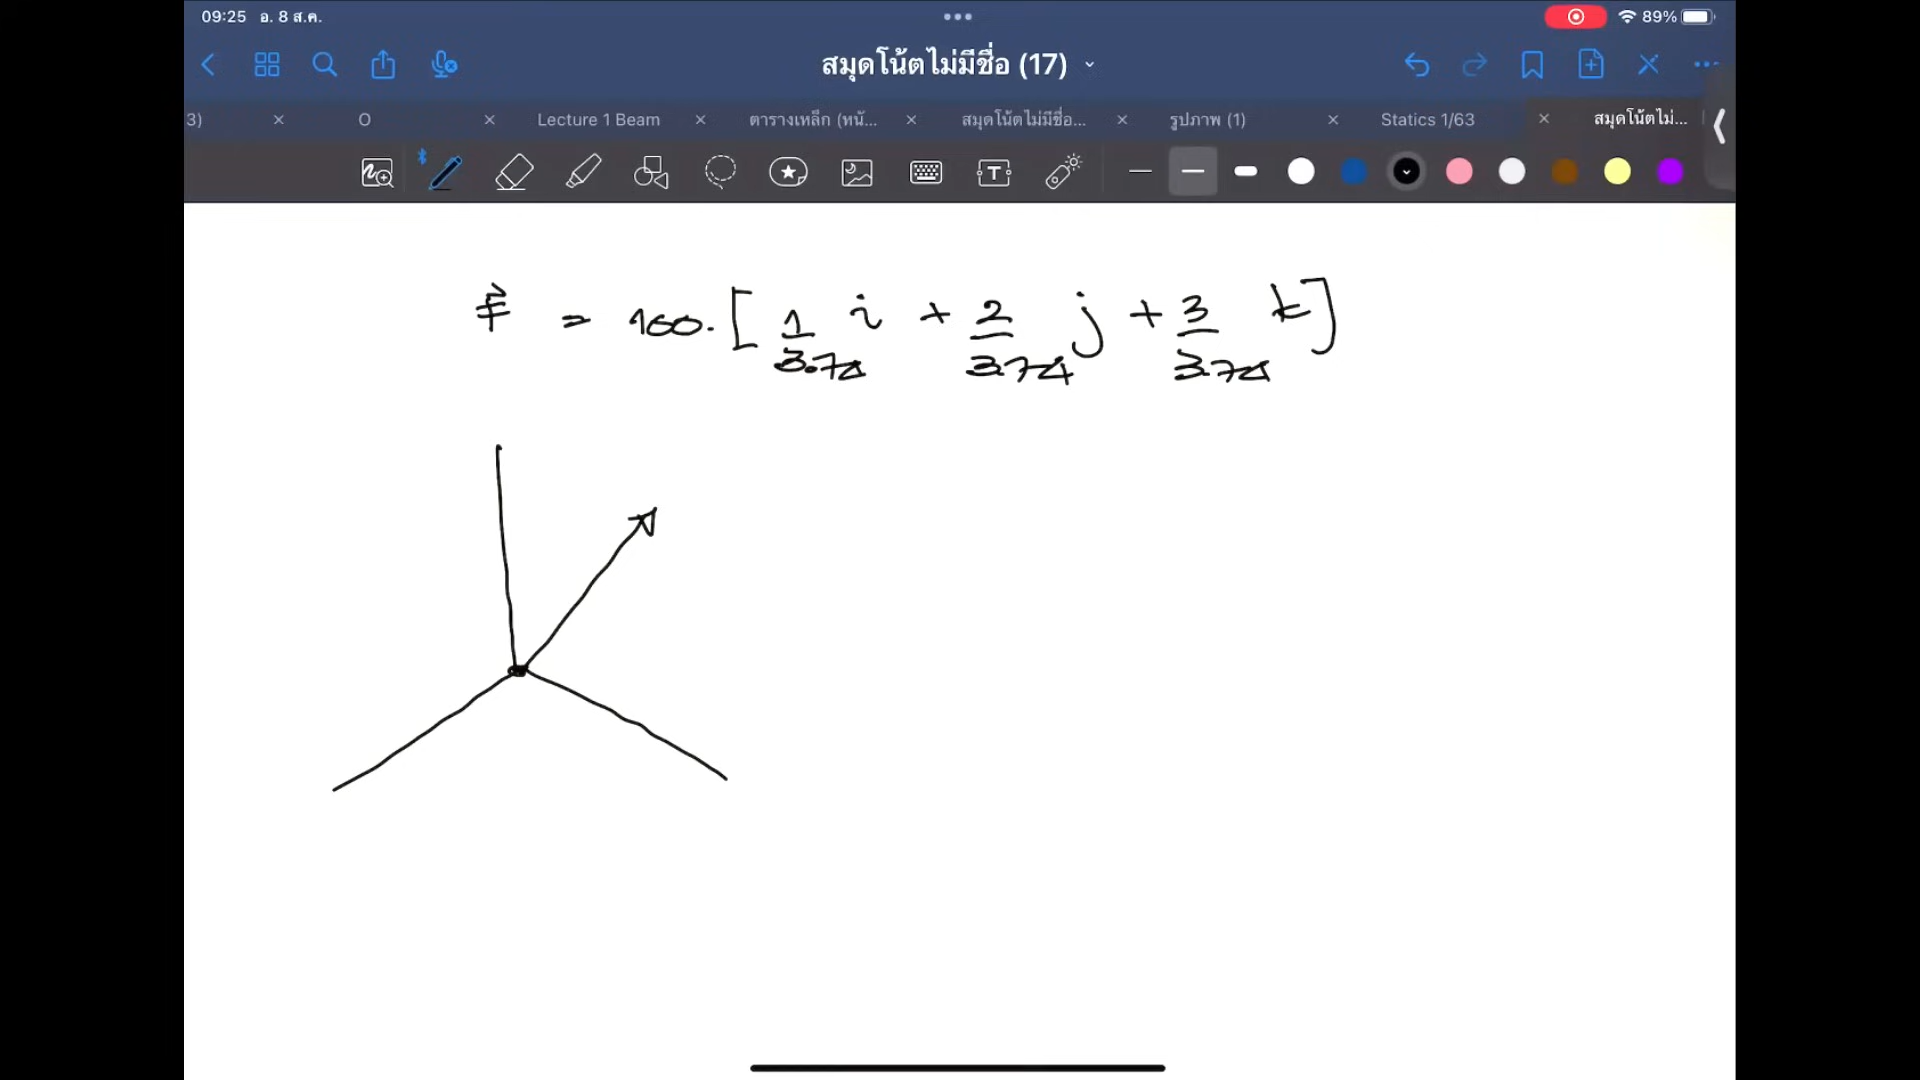 09:25 อ. 8 ส.ค.
89%
สมุดโน้ตไม่มีชื่อ (17)
3) O Lecture 1 Beam ตารางเหล็ก (หนั... สมุดโน้ตไม่มีชื่อ... รูปภาพ (1) Statics 1/63 สมุดโน้ตไม่...
T
F⃗ = 100. [ 1/3.74 i + 2/3.74 j + 3/3.74 k ]